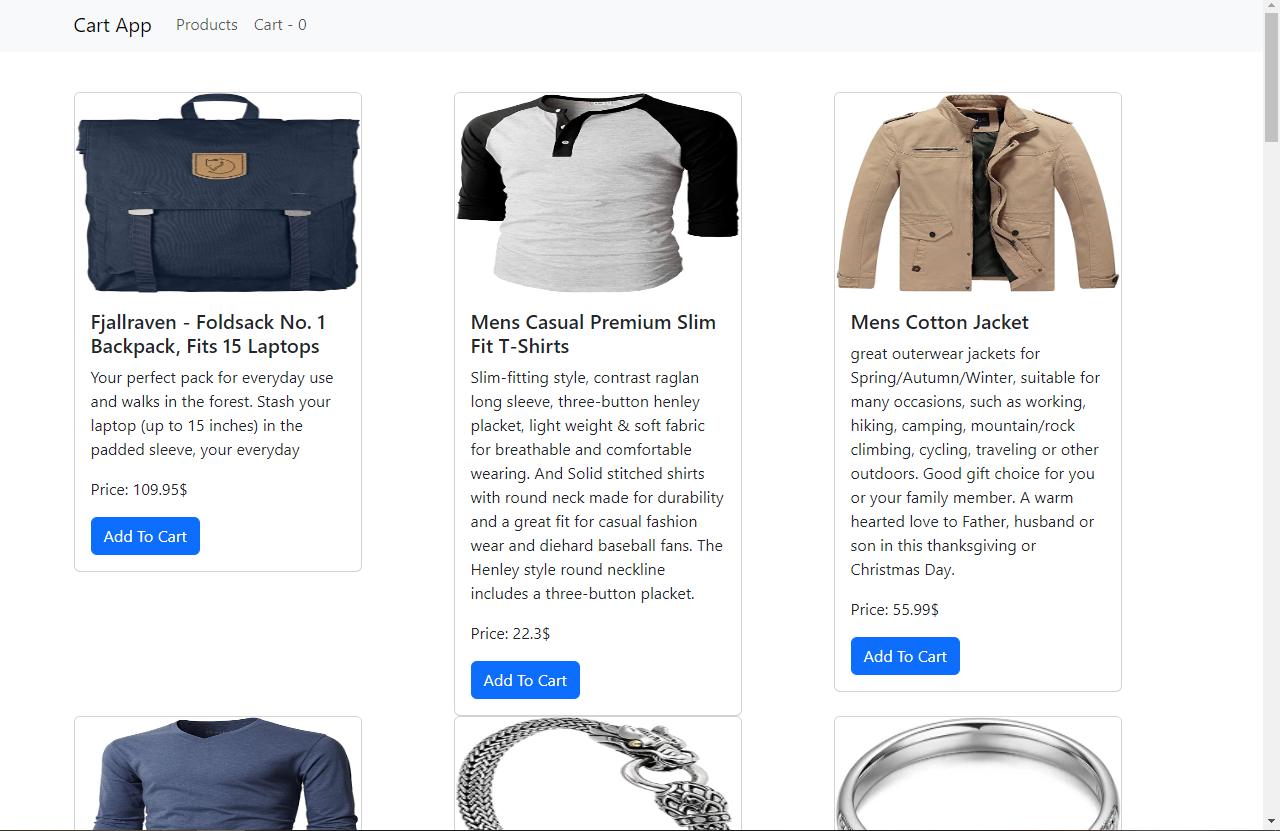 Cart App Products Cart - 0
Fjallraven - Foldsack No. 1
Backpack, Fits 15 Laptops
Your perfect pack for everyday use
and walks in the forest. Stash your
laptop (up to 15 inches) in the
padded sleeve, your everyday
Price: 109.95$
Add To Cart
Mens Casual Premium Slim
Fit T-Shirts
Slim-fitting style, contrast raglan
long sleeve, three-button henley
placket, light weight & soft fabric
for breathable and comfortable
wearing. And Solid stitched shirts
with round neck made for durability
and a great fit for casual fashion
wear and diehard baseball fans. The
Henley style round neckline
includes a three-button placket.
Price: 22.3$
Add To Cart
Mens Cotton Jacket
great outerwear jackets for
Spring/Autumn/Winter, suitable for
many occasions, such as working,
hiking, camping, mountain/rock
climbing, cycling, traveling or other
outdoors. Good gift choice for you
or your family member. A warm
hearted love to Father, husband or
son in this thanksgiving or
Christmas Day.
Price: 55.99$
Add To Cart